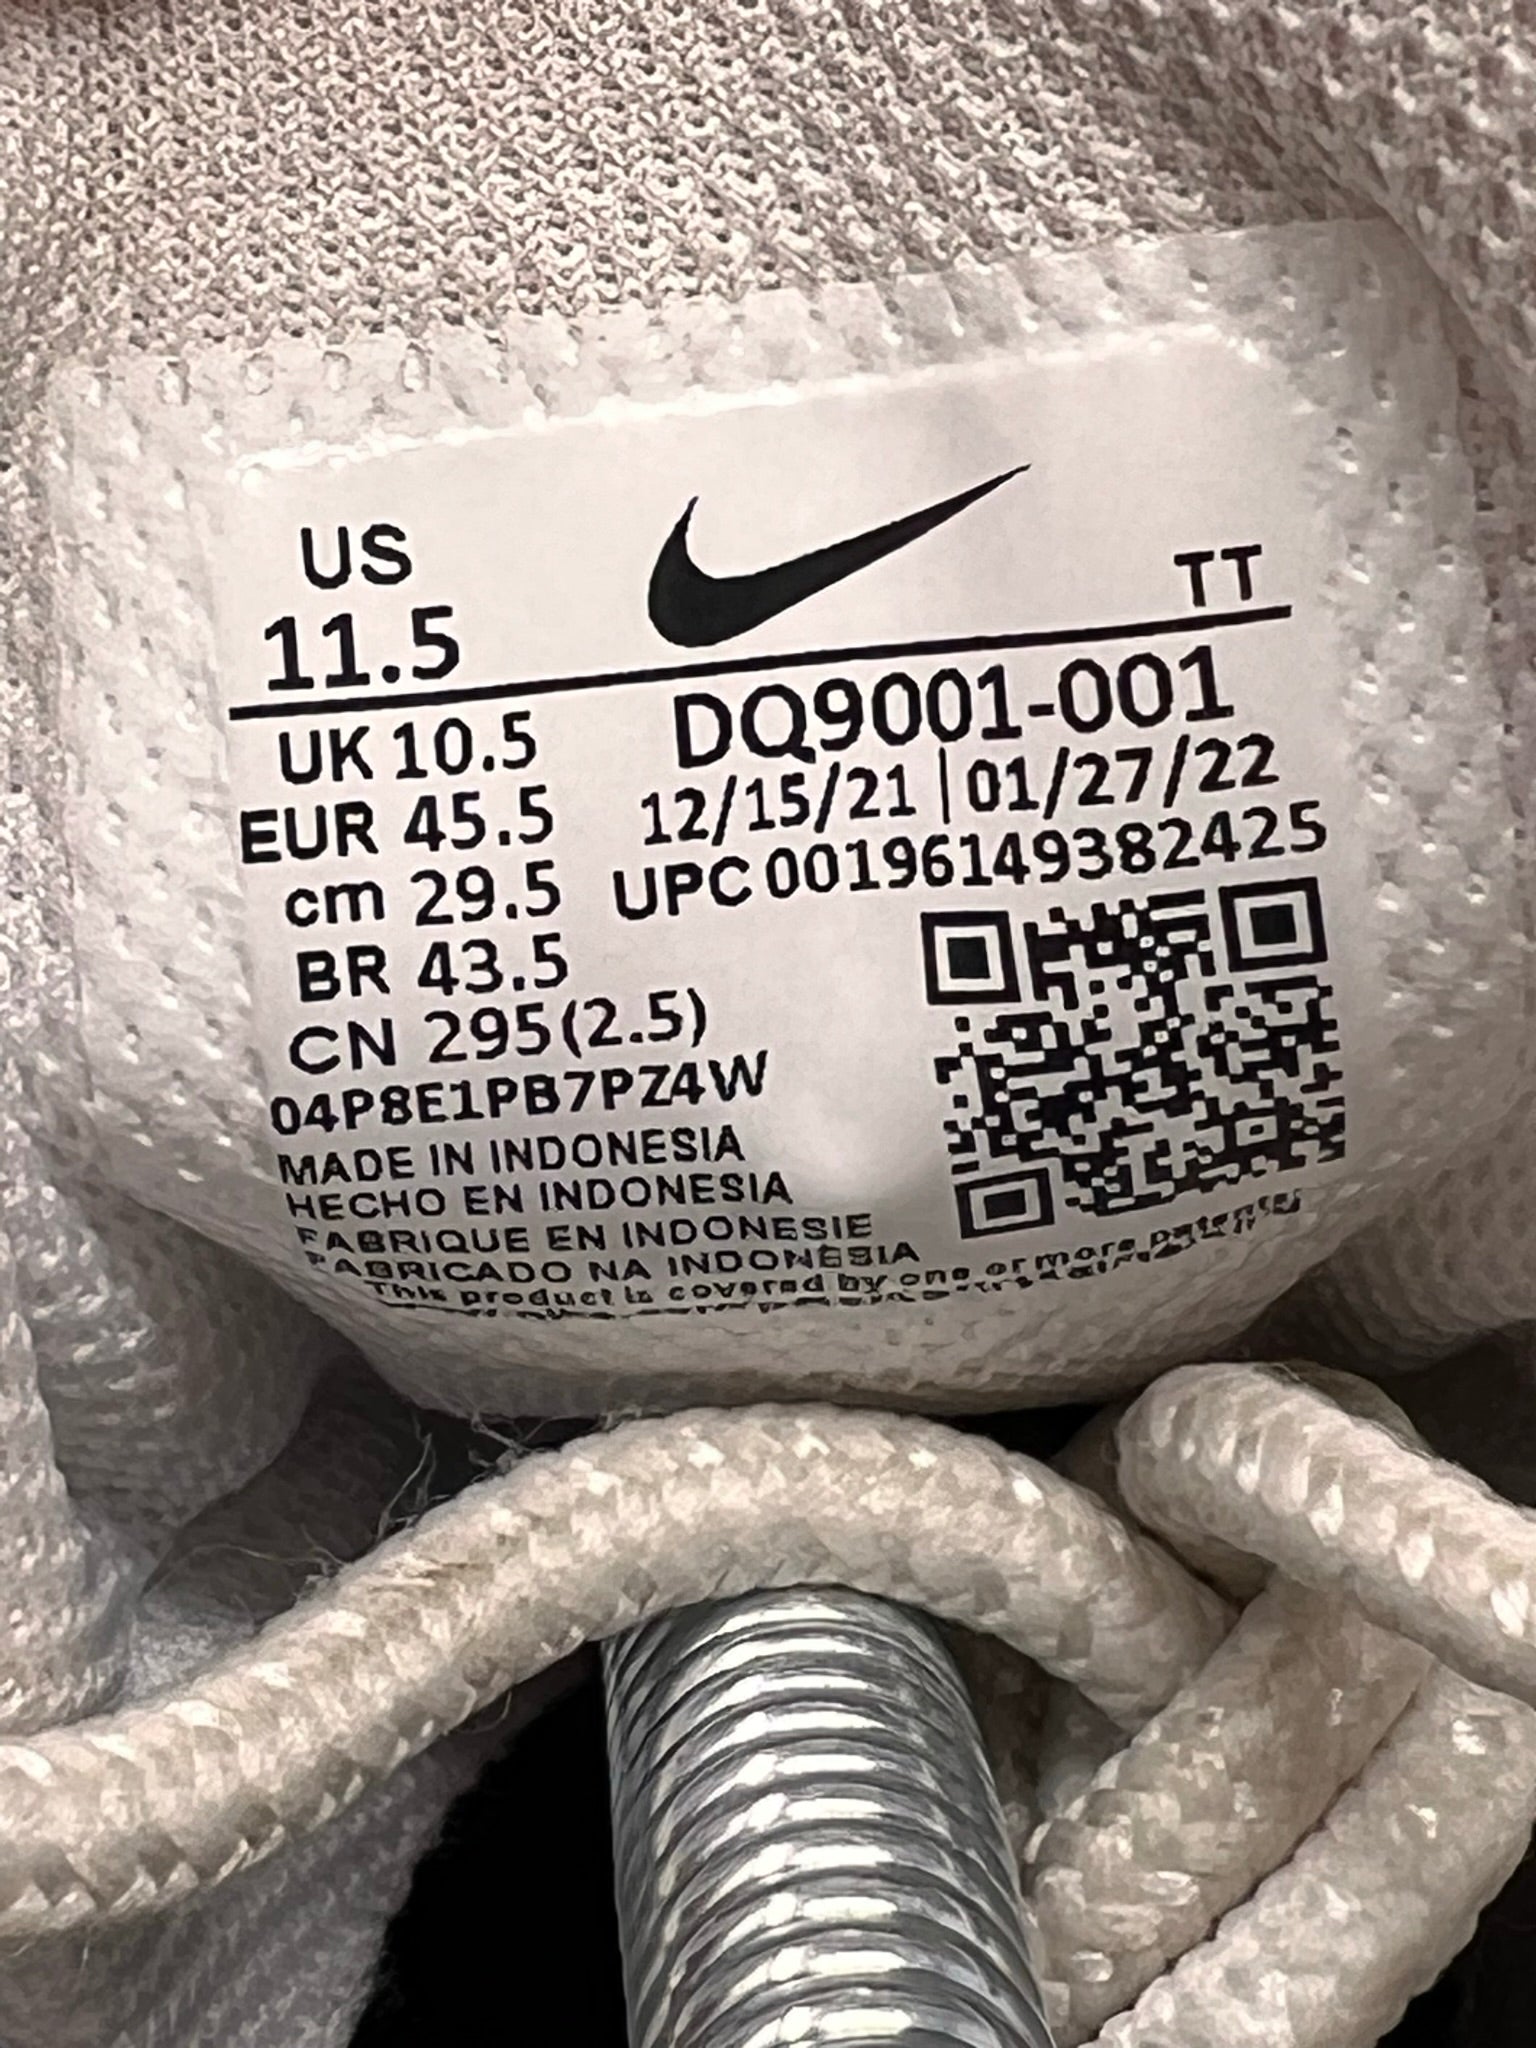 US
11.5
TT
UK 10.5
EUR 45.5
cm 29.5
BR 43.5
CN 295(2.5)
DQ9001-001
12/15/21 | 01/27/22
UPC 00196149382425
04P8E1PB7PZ4W
MADE IN INDONESIA
HECHO EN INDONESIA
FABRIQUE EN INDONESIE
FABRICADO NA INDONESIA
This product is covered by one or more patents